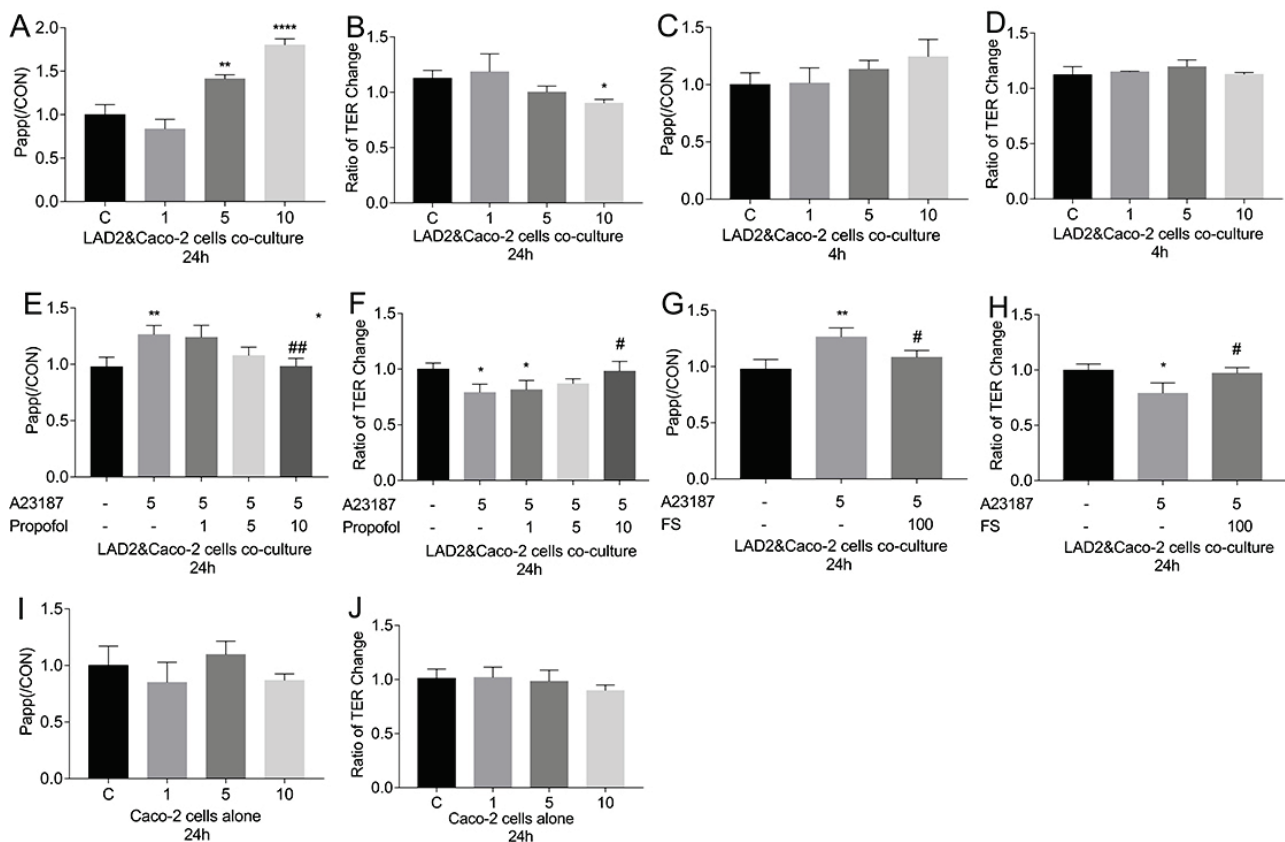 A
Papp(/CON)
2.0
1.5
1.0
0.5
0.0
**
****
C 1 5 10
LAD2&Caco-2 cells co-culture
24h
B
Ratio of TER Change
1.5
1.0
0.5
0.0
*
C 1 5 10
LAD2&Caco-2 cells co-culture
24h
C
Papp(/CON)
1.5
1.0
0.5
0.0
C 1 5 10
LAD2&Caco-2 cells co-culture
4h
D
Ratio of TER Change
1.5
1.0
0.5
0.0
C 1 5 10
LAD2&Caco-2 cells co-culture
4h
E
Papp(/CON)
1.5
1.0
0.5
0.0
**
##
*
A23187 - 5 5 5 5
Propofol - - 1 5 10
LAD2&Caco-2 cells co-culture
24h
F
Ratio of TER Change
1.5
1.0
0.5
0.0
*
*
#
A23187 - 5 5 5 5
Propofol - - 1 5 10
LAD2&Caco-2 cells co-culture
24h
G
Papp(/CON)
1.5
1.0
0.5
0.0
**
#
A23187 - 5 5
FS - - 100
LAD2&Caco-2 cells co-culture
24h
H
Ratio of TER Change
1.5
1.0
0.5
0.0
*
#
A23187 - 5 5
FS - - 100
LAD2&Caco-2 cells co-culture
24h
I
Papp(/CON)
1.5
1.0
0.5
0.0
C 1 5 10
Caco-2 cells alone
24h
J
Ratio of TER Change
1.5
1.0
0.5
0.0
C 1 5 10
Caco-2 cells alone
24h